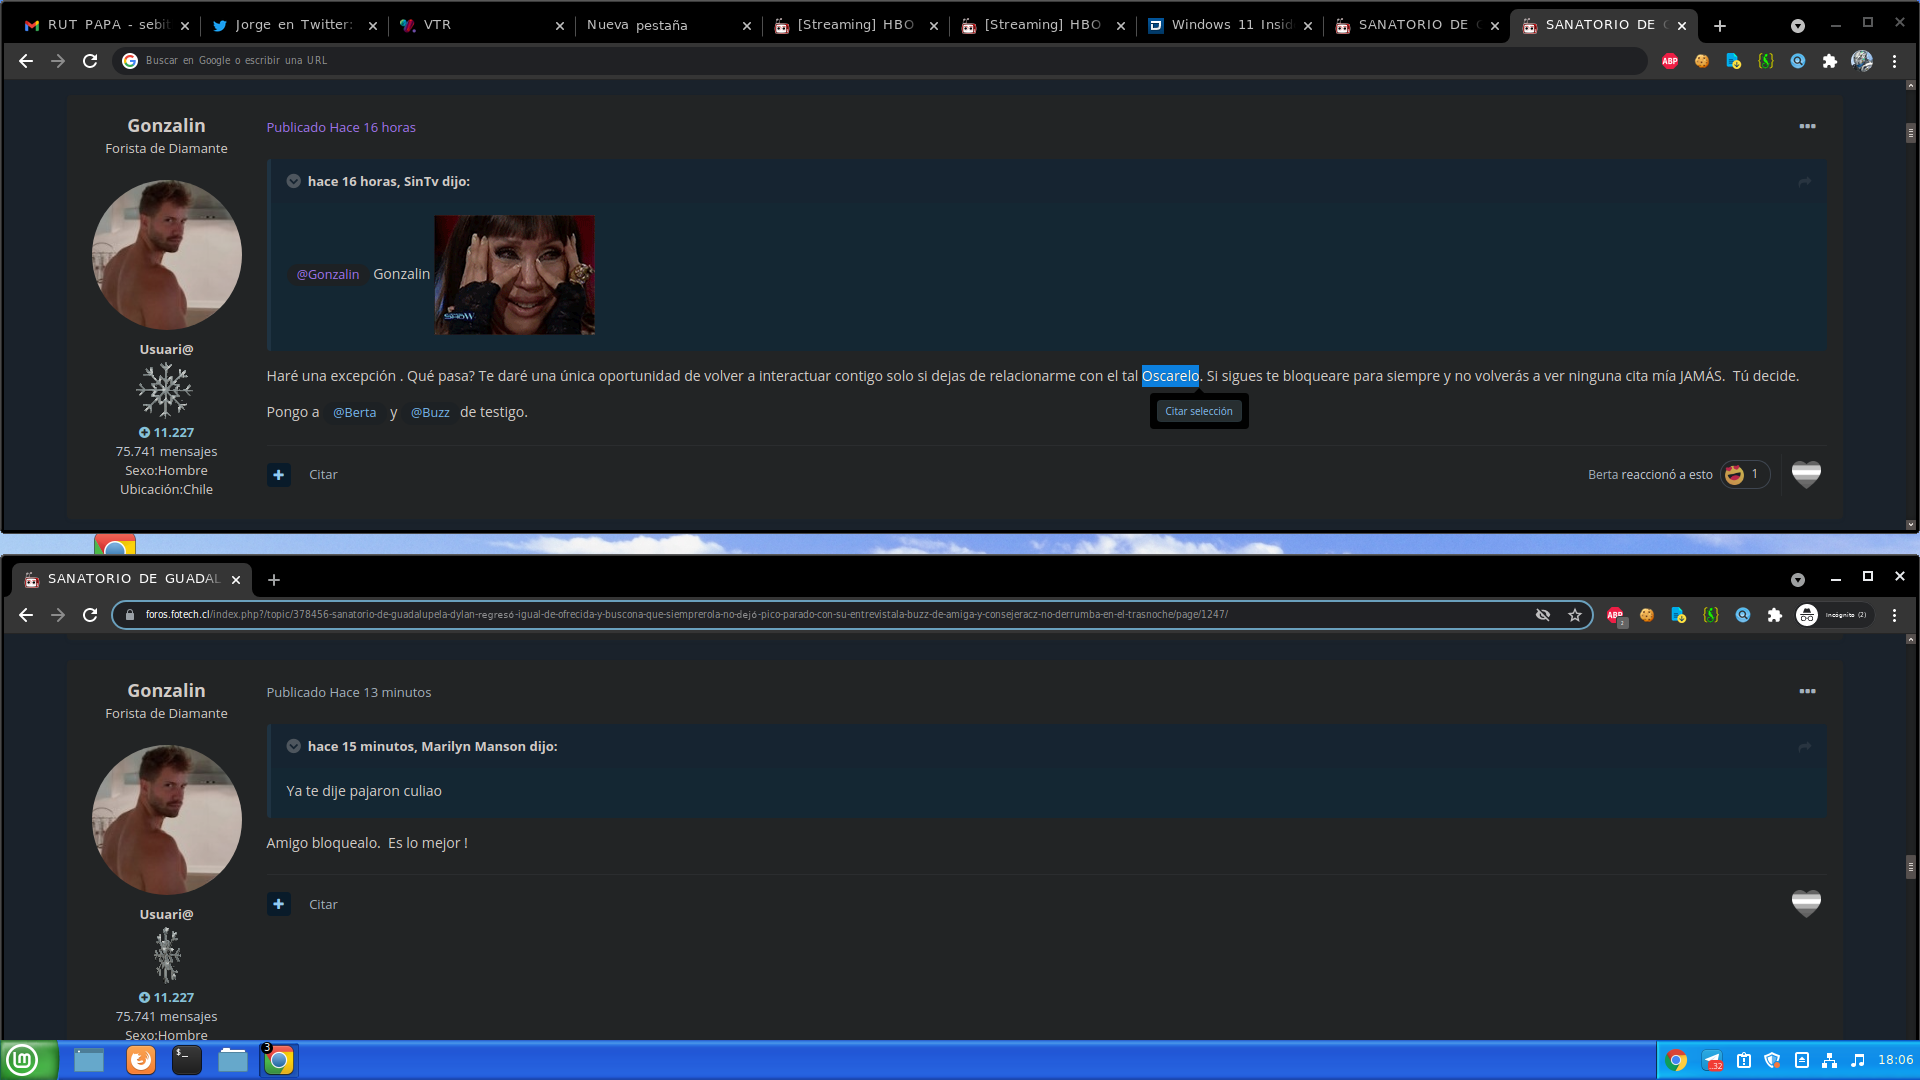 RUT PAPA - sebit
Jorge en Twitter:
VTR
Nueva pestaña
[Streaming] HBO
[Streaming] HBO
Windows 11 Insid
SANATORIO DE
SANATORIO DE
Buscar en Google o escribir una URL
ABP
Gonzalin
Forista de Diamante
Usuari@
11.227
75.741 mensajes
Sexo:Hombre
Ubicación:Chile
Publicado Hace 16 horas
hace 16 horas, SinTv dijo:
@Gonzalin Gonzalin
Haré una excepción . Qué pasa? Te daré una única oportunidad de volver a interactuar contigo solo si dejas de relacionarme con el tal Oscarelo. Si sigues te bloqueare para siempre y no volverás a ver ninguna cita mía JAMÁS.  Tú decide.
Pongo a @Berta y @Buzz de testigo.
Citar selección
Citar
Berta reaccionó a esto 1
SANATORIO DE GUADAL
foros.fotech.cl/index.php?/topic/378456-sanatorio-de-guadalupela-dylan-regresó-igual-de-ofrecida-y-buscona-que-siemprerola-no-dejó-pico-parado-con-su-entrevistala-buzz-de-amiga-y-consejeracz-no-derrumba-en-el-trasnoche/page/1247/
ABP
2
Incógnito (2)
Gonzalin
Forista de Diamante
Usuari@
11.227
75.741 mensajes
Sexo:Hombre
Publicado Hace 13 minutos
hace 15 minutos, Marilyn Manson dijo:
Ya te dije pajaron culiao
Amigo bloquealo.  Es lo mejor !
Citar
3
18:06